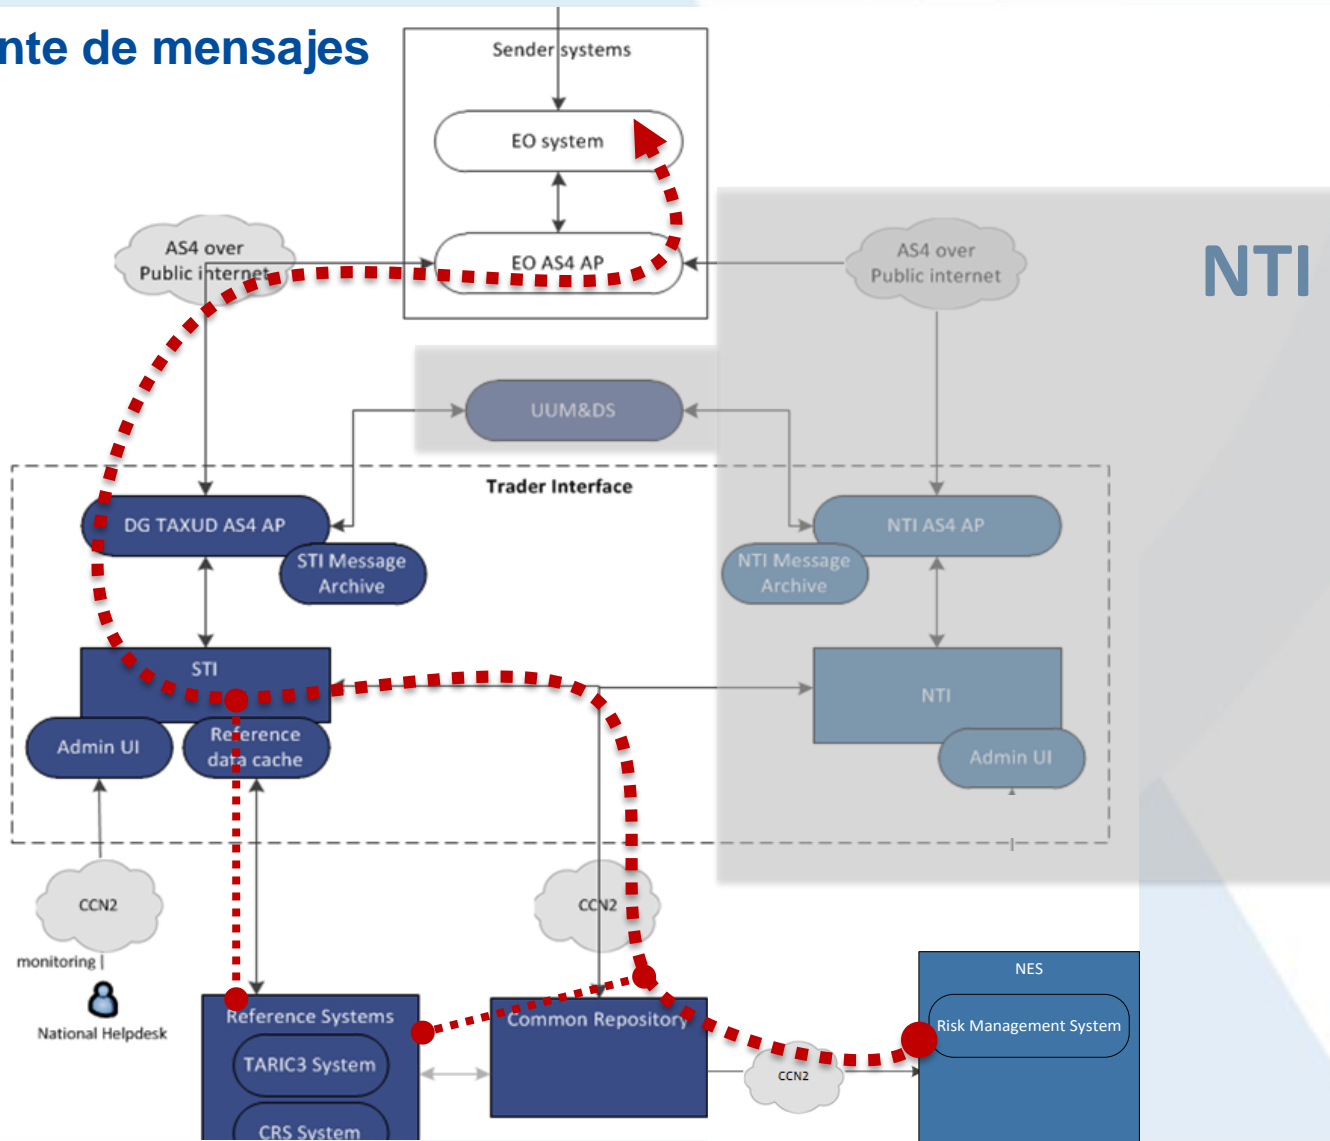 nte de mensajes
Sender systems
EO system
EO AS4 AP
AS4 over
Public internet
AS4 over
Public internet
NTI
UUM&DS
Trader Interface
DG TAXUD AS4 AP
STI Message
Archive
NTI AS4 AP
NTI Message
Archive
STI
NTI
Admin UI
Reference
data cache
Admin UI
CCN2
CCN2
monitoring
National Helpdesk
Reference Systems
TARIC3 System
CRS System
Common Repository
CCN2
NES
Risk Management System